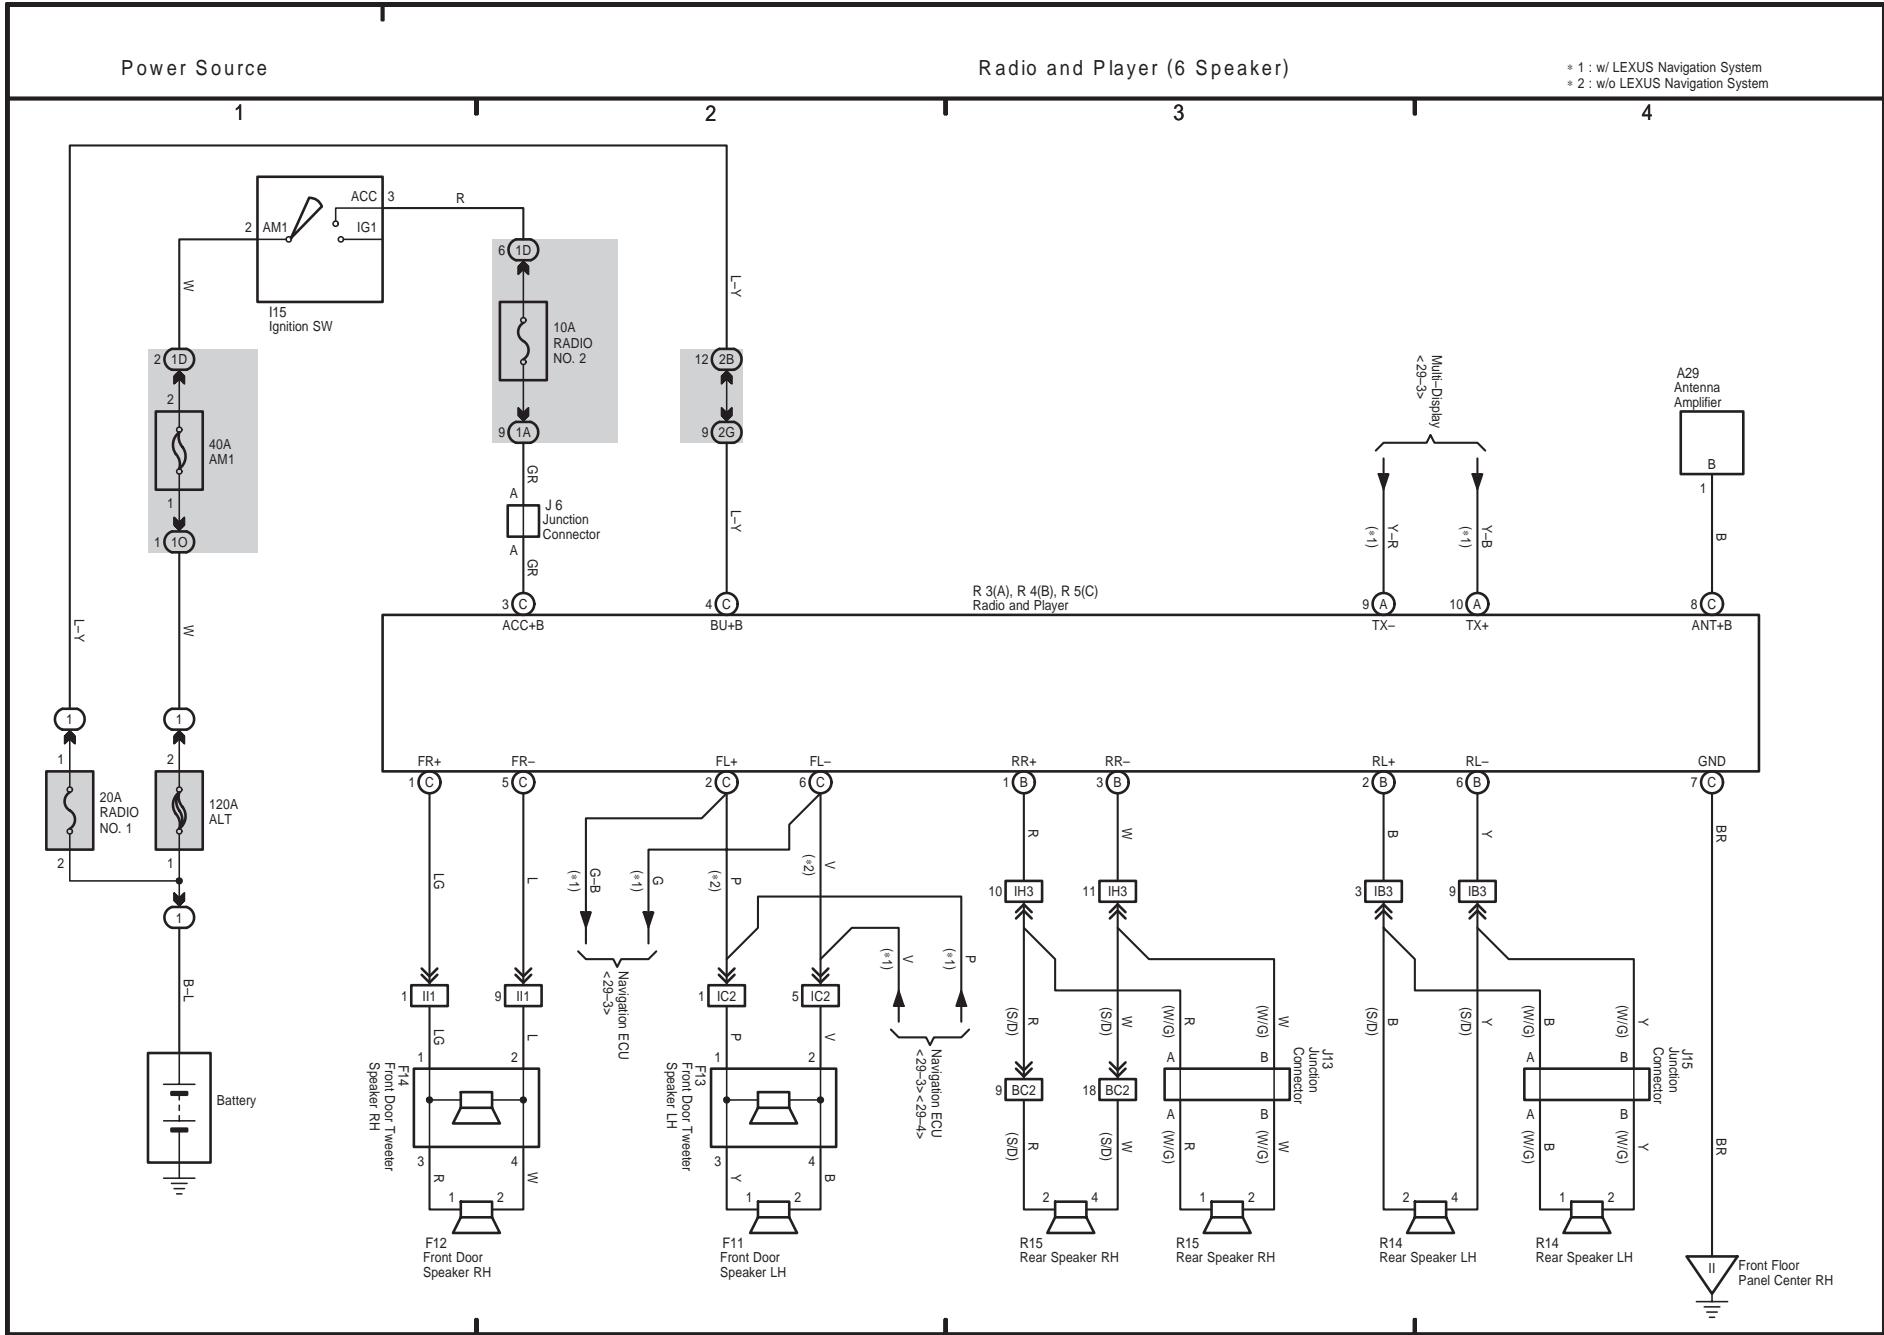 Power Source
Radio and Player (6 Speaker)
* 1 : w/ LEXUS Navigation System
* 2 : w/o LEXUS Navigation System
1
2
3
4
ACC 3
R
2 AM1
IG1
I15
Ignition SW
W
L–Y
6 1D
10A
RADIO
NO. 2
9 1A
2 1D
2
40A
AM1
1
1 1O
12 2B
9 2G
GR
A
J 6
Junction
Connector
A
GR
L–Y
Multi–Display
<29–3>
Y–R
(*1)
Y–B
(*1)
A29
Antenna
Amplifier
B
1
B
L–Y
W
R 3(A), R 4(B), R 5(C)
Radio and Player
3 C
ACC+B
4 C
BU+B
9 A
TX–
10 A
TX+
8 C
ANT+B
1
1
1
20A
RADIO
NO. 1
2
2
120A
ALT
1
1
B–L
Battery
FR+
1 C
FR–
5 C
FL+
2 C
FL–
6 C
RR+
1 B
RR–
3 B
RL+
2 B
RL–
6 B
GND
7 C
LG
L
G–B
(*1)
G
(*1)
P
(*2)
V
(*2)
R
W
B
Y
BR
10 IH3
11 IH3
3 IB3
9 IB3
Navigation ECU
<29–3>
V
(*1)
P
(*1)
Navigation ECU
<29–3><29–4>
1 II1
9 II1
1 IC2
5 IC2
LG
L
P
V
R
(S/D)
W
(S/D)
R
(W/G)
W
(W/G)
B
(S/D)
Y
(S/D)
B
(W/G)
Y
(W/G)
1
2
F14
Front Door Tweeter
Speaker RH
3
4
1
2
F13
Front Door Tweeter
Speaker LH
3
4
9 BC2
18 BC2
A
B
J13
Junction
Connector
A
B
A
B
J15
Junction
Connector
A
B
R
W
Y
B
R
(S/D)
W
(S/D)
R
(W/G)
W
(W/G)
B
(W/G)
Y
(W/G)
BR
1 2
F12
Front Door
Speaker RH
1 2
F11
Front Door
Speaker LH
2 4
R15
Rear Speaker RH
1 2
R15
Rear Speaker RH
2 4
R14
Rear Speaker LH
1 2
R14
Rear Speaker LH
II
Front Floor
Panel Center RH